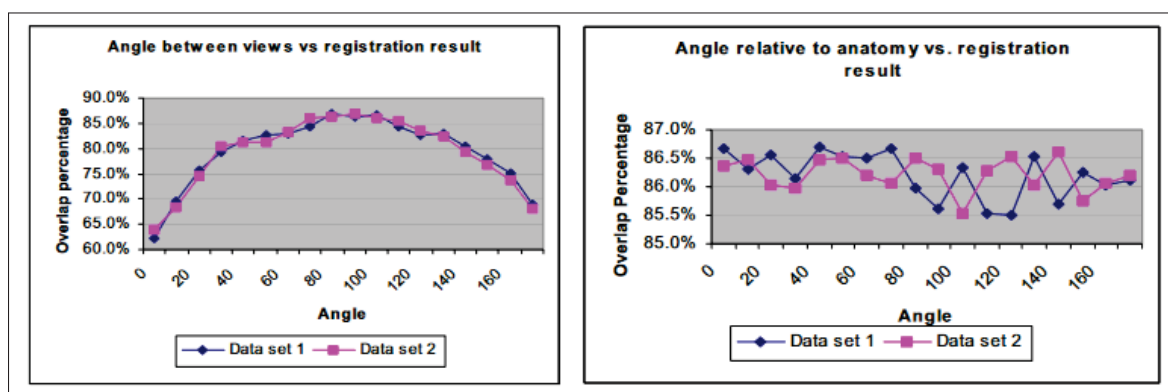 Angle between views vs registration result
90.0%
85.0%
80.0%
75.0%
70.0%
65.0%
60.0%
Overlap percentage
0
20
40
60
80
100
120
140
160
Angle
Data set 1
Data set 2
Angle relative to anatomy vs. registration
result
87.0%
86.5%
86.0%
85.5%
85.0%
Overlap Percentage
0
20
40
60
80
100
120
140
160
Angle
Data set 1
Data set 2